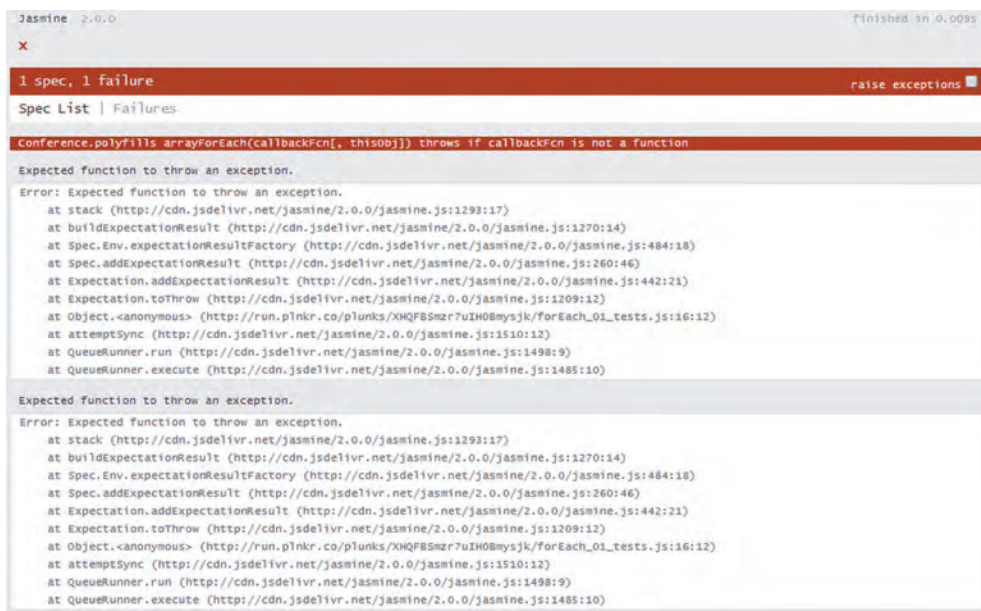 Jasmine 2.0.0
finished in 0.009s
x
1 spec, 1 failure
raise exceptions
Spec List | Failures
Conference.polyfills arrayForEach(callbackFcn[, thisObj]) throws if callbackFcn is not a function
Expected function to throw an exception.
Error: Expected function to throw an exception.
at stack (http://cdn.jsdelivr.net/jasmine/2.0.0/jasmine.js:1293:17)
at buildExpectationResult (http://cdn.jsdelivr.net/jasmine/2.0.0/jasmine.js:1270:14)
at Spec.Env.expectationResultFactory (http://cdn.jsdelivr.net/jasmine/2.0.0/jasmine.js:484:18)
at Spec.addExpectationResult (http://cdn.jsdelivr.net/jasmine/2.0.0/jasmine.js:260:46)
at Expectation.addExpectationResult (http://cdn.jsdelivr.net/jasmine/2.0.0/jasmine.js:442:21)
at Expectation.toThrow (http://cdn.jsdelivr.net/jasmine/2.0.0/jasmine.js:1209:12)
at Object.<anonymous> (http://run.plnkr.co/plunks/XHQFBSmzr7uIHOBmysjk/forEach_01_tests.js:16:12)
at attemptSync (http://cdn.jsdelivr.net/jasmine/2.0.0/jasmine.js:1510:12)
at QueueRunner.run (http://cdn.jsdelivr.net/jasmine/2.0.0/jasmine.js:1498:9)
at QueueRunner.execute (http://cdn.jsdelivr.net/jasmine/2.0.0/jasmine.js:1485:10)
Expected function to throw an exception.
Error: Expected function to throw an exception.
at stack (http://cdn.jsdelivr.net/jasmine/2.0.0/jasmine.js:1293:17)
at buildExpectationResult (http://cdn.jsdelivr.net/jasmine/2.0.0/jasmine.js:1270:14)
at Spec.Env.expectationResultFactory (http://cdn.jsdelivr.net/jasmine/2.0.0/jasmine.js:484:18)
at Spec.addExpectationResult (http://cdn.jsdelivr.net/jasmine/2.0.0/jasmine.js:260:46)
at Expectation.addExpectationResult (http://cdn.jsdelivr.net/jasmine/2.0.0/jasmine.js:442:21)
at Expectation.toThrow (http://cdn.jsdelivr.net/jasmine/2.0.0/jasmine.js:1209:12)
at Object.<anonymous> (http://run.plnkr.co/plunks/XHQFBSmzr7uIHOBmysjk/forEach_01_tests.js:16:12)
at attemptSync (http://cdn.jsdelivr.net/jasmine/2.0.0/jasmine.js:1510:12)
at QueueRunner.run (http://cdn.jsdelivr.net/jasmine/2.0.0/jasmine.js:1498:9)
at QueueRunner.execute (http://cdn.jsdelivr.net/jasmine/2.0.0/jasmine.js:1485:10)